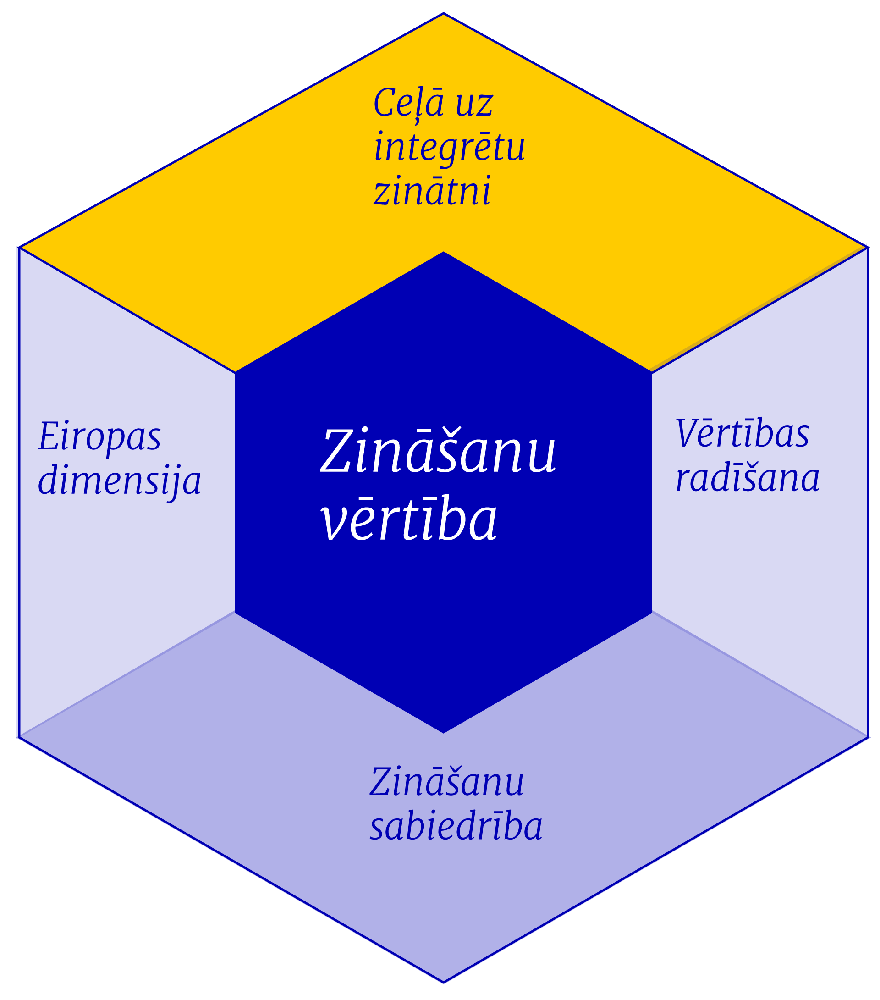 Ceļā uz
integrētu
zinātni
Eiropas
dimensija
Zināšanu
vērtība
Vērtības
radīšana
Zināšanu
sabiedrība